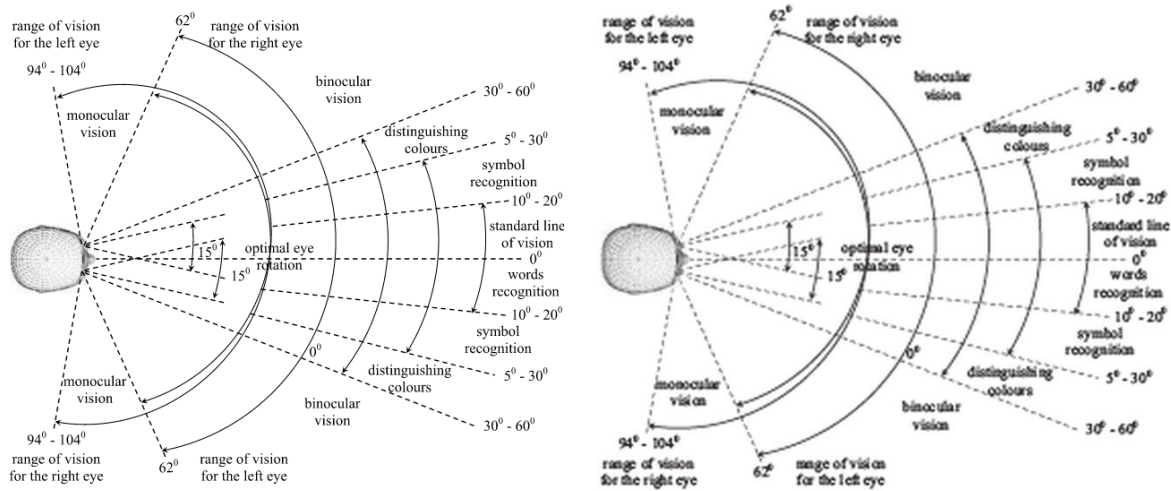 62⁰
range of vision
for the left eye
range of vision
for the right eye
94⁰ - 104⁰
binocular
vision
30⁰ - 60⁰
monocular
vision
distinguishing
colours
5⁰ - 30⁰
symbol
recognition
10⁰ - 20⁰
standard line
of vision
0⁰
words
recognition
15⁰
optimal eye
rotation
15⁰
10⁰ - 20⁰
symbol
recognition
0⁰
5⁰ - 30⁰
distinguishing
colours
monocular
vision
binocular
vision
30⁰ - 60⁰
94⁰ - 104⁰
range of vision
for the right eye
62⁰
range of vision
for the left eye
62⁰
range of vision
for the left eye
range of vision
for the right eye
94⁰ - 104⁰
binocular
vision
30⁰ - 60⁰
monocular
vision
distinguishing
colours
5⁰ - 30⁰
symbol
recognition
10⁰ - 20⁰
standard line
of vision
0⁰
words
recognition
15⁰
optimal eye
rotation
15⁰
10⁰ - 20⁰
symbol
recognition
0⁰
5⁰ - 30⁰
distinguishing
colours
monocular
vision
binocular
vision
30⁰ - 60⁰
94⁰ - 104⁰
range of vision
for the right eye
62⁰
range of vision
for the left eye